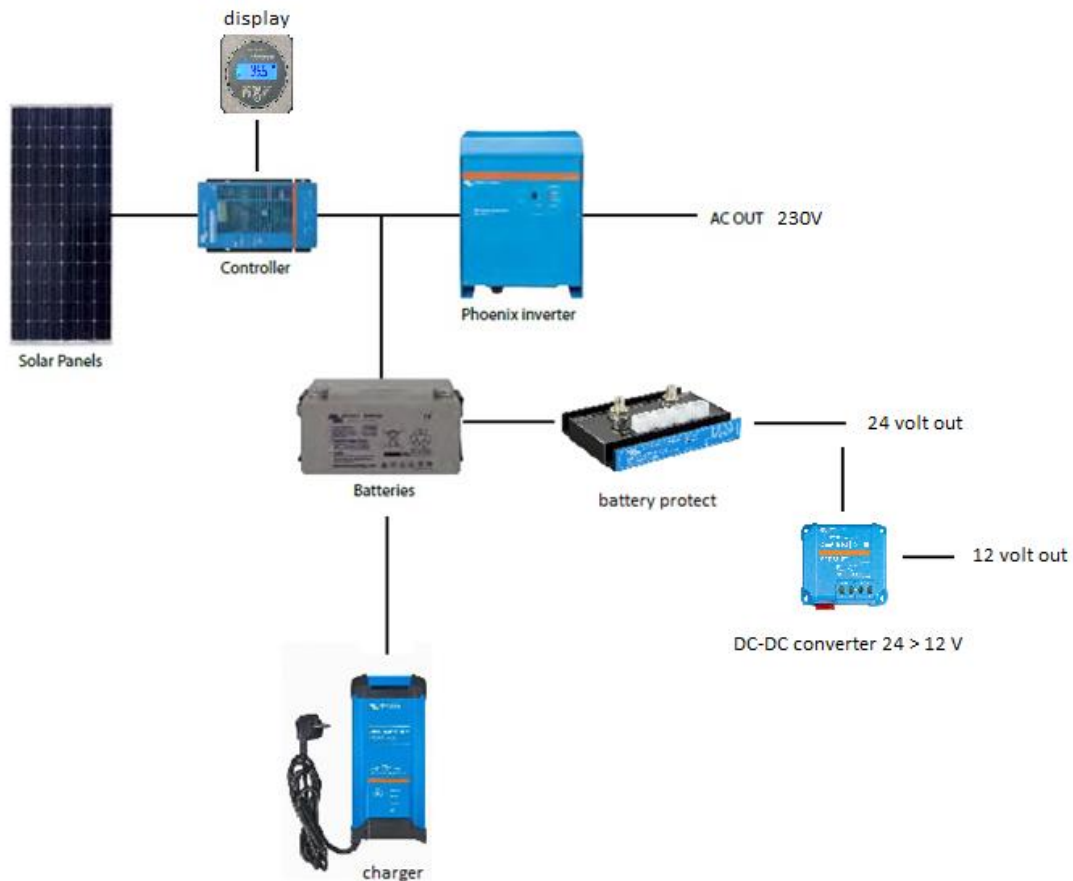 display
Controller
AC OUT 230V
Phoenix inverter
Solar Panels
24 volt out
Batteries
battery protect
12 volt out
DC-DC converter 24 > 12 V
charger